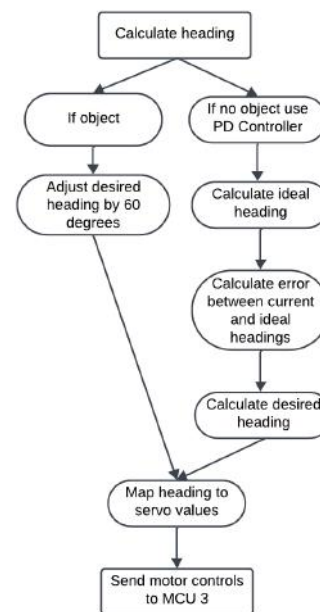 Calculate heading
If object
If no object use
PD Controller
Adjust desired
heading by 60
degrees
Calculate ideal
heading
Calculate error
between current
and ideal
headings
Calculate desired
heading
Map heading to
servo values
Send motor controls
to MCU 3